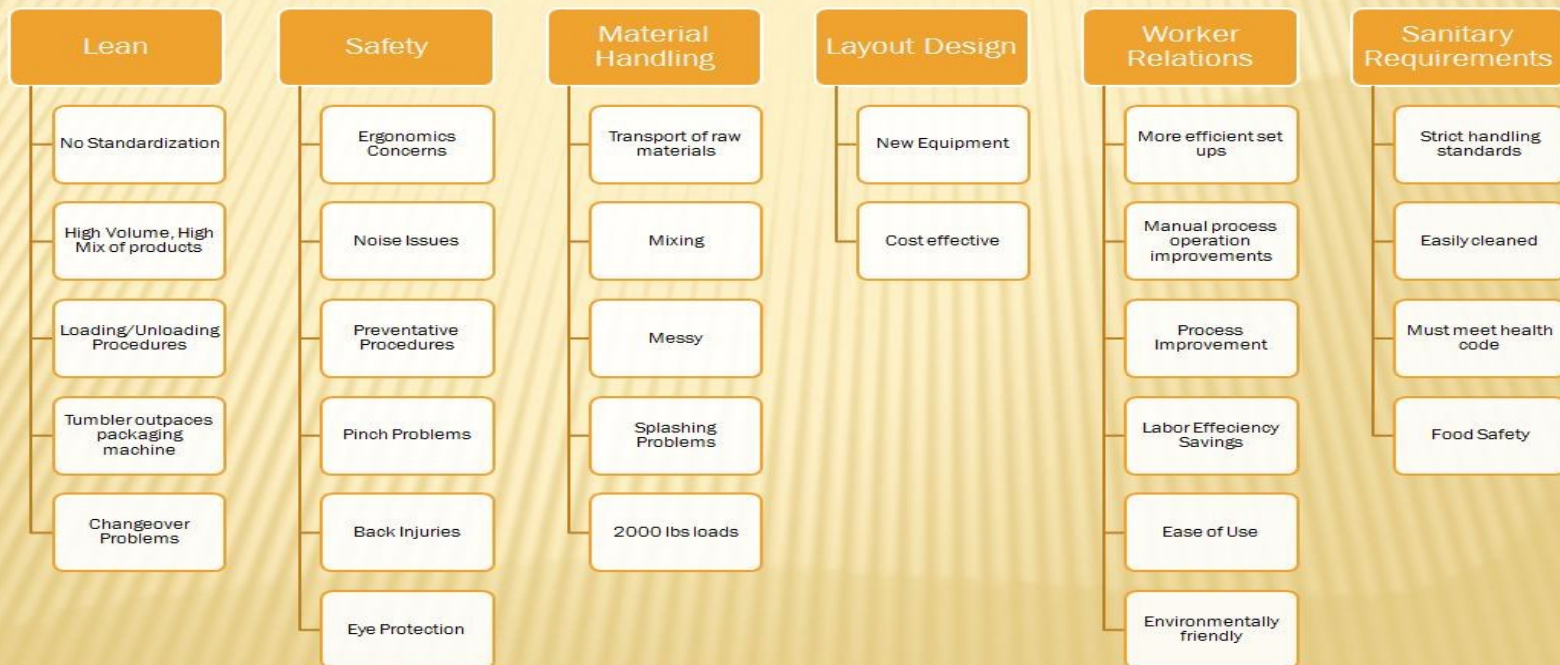 Lean
No Standardization
High Volume, High
Mix of products
Loading/Unloading
Procedures
Tumbler outpaces
packaging
machine
Changeover
Problems
Safety
Ergonomics
Concerns
Noise Issues
Preventative
Procedures
Pinch Problems
Back Injuries
Eye Protection
Material
Handling
Transport of raw
materials
Mixing
Messy
Splashing
Problems
2000 lbs loads
Layout Design
New Equipment
Cost effective
Worker
Relations
More efficient set
ups
Manual process
operation
improvements
Process
Improvement
Labor Effeciency
Savings
Ease of Use
Environmentally
friendly
Sanitary
Requirements
Strict handling
standards
Easily cleaned
Must meet health
code
Food Safety